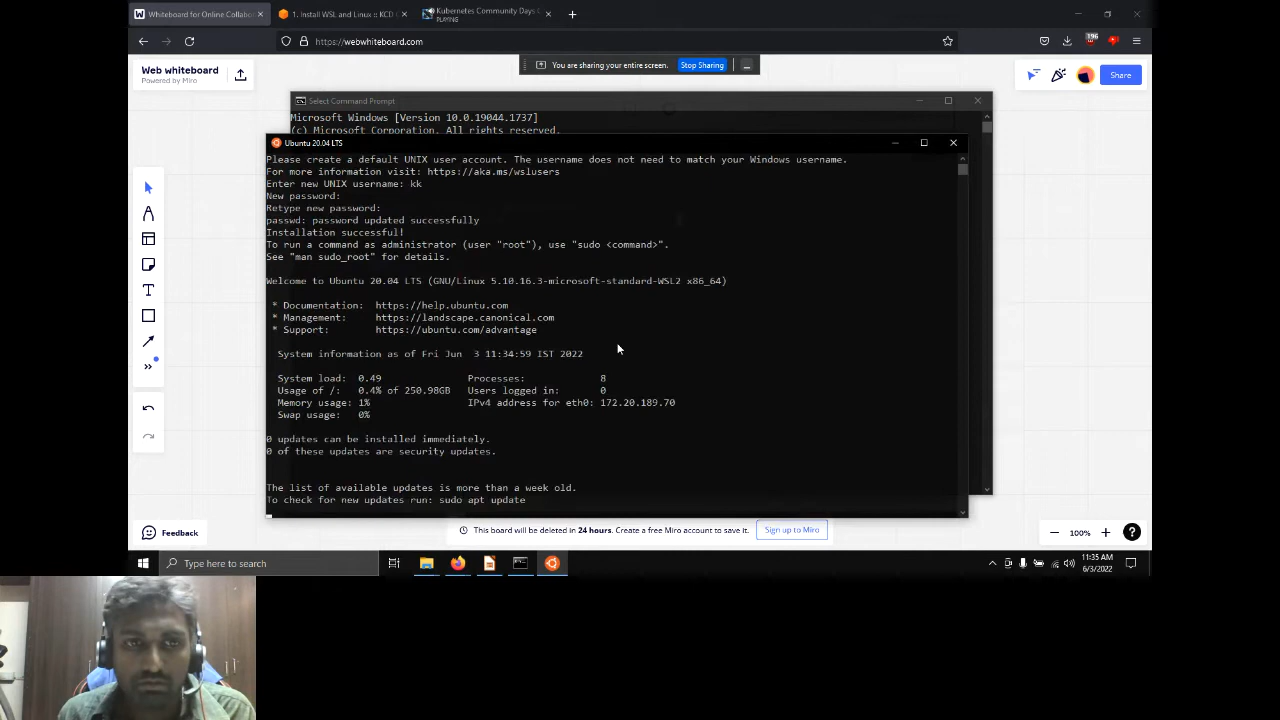 Whiteboard for Online Collabo
1. Install WSL and Linux :: KCD
Kubernetes Community Days
PLAYING
https://webwhiteboard.com
196
Web whiteboard
Powered by Miro
You are sharing your entire screen.
Stop Sharing
Share
Select Command Prompt
Microsoft Windows [Version 10.0.19044.1737]
(c) Microsoft Corporation. All rights reserved.
Ubuntu 20.04 LTS
Please create a default UNIX user account. The username does not need to match your Windows username.
For more information visit: https://aka.ms/wslusers
Enter new UNIX username: kk
New password:
Retype new password:
passwd: password updated successfully
Installation successful!
To run a command as administrator (user "root"), use "sudo <command>".
See "man sudo_root" for details.
Welcome to Ubuntu 20.04 LTS (GNU/Linux 5.10.16.3-microsoft-standard-WSL2 x86_64)
* Documentation: https://help.ubuntu.com
* Management: https://landscape.canonical.com
* Support: https://ubuntu.com/advantage
System information as of Fri Jun 3 11:34:59 IST 2022
System load: 0.49 Processes: 8
Usage of /: 0.4% of 250.98GB Users logged in: 0
Memory usage: 1% IPv4 address for eth0: 172.20.189.70
Swap usage: 0%
0 updates can be installed immediately.
0 of these updates are security updates.
The list of available updates is more than a week old.
To check for new updates run: sudo apt update
Feedback
This board will be deleted in 24 hours. Create a free Miro account to save it.
Sign up to Miro
100%
Type here to search
11:35 AM
6/3/2022